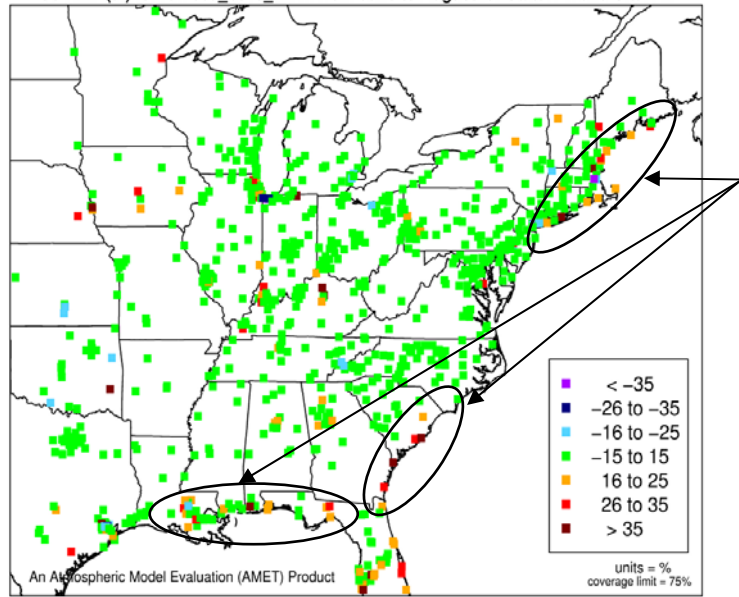 < −35
−26 to −35
−16 to −25
−15 to 15
16 to 25
26 to 35
> 35
units = %
coverage limit = 75%
An Atmospheric Model Evaluation (AMET) Product